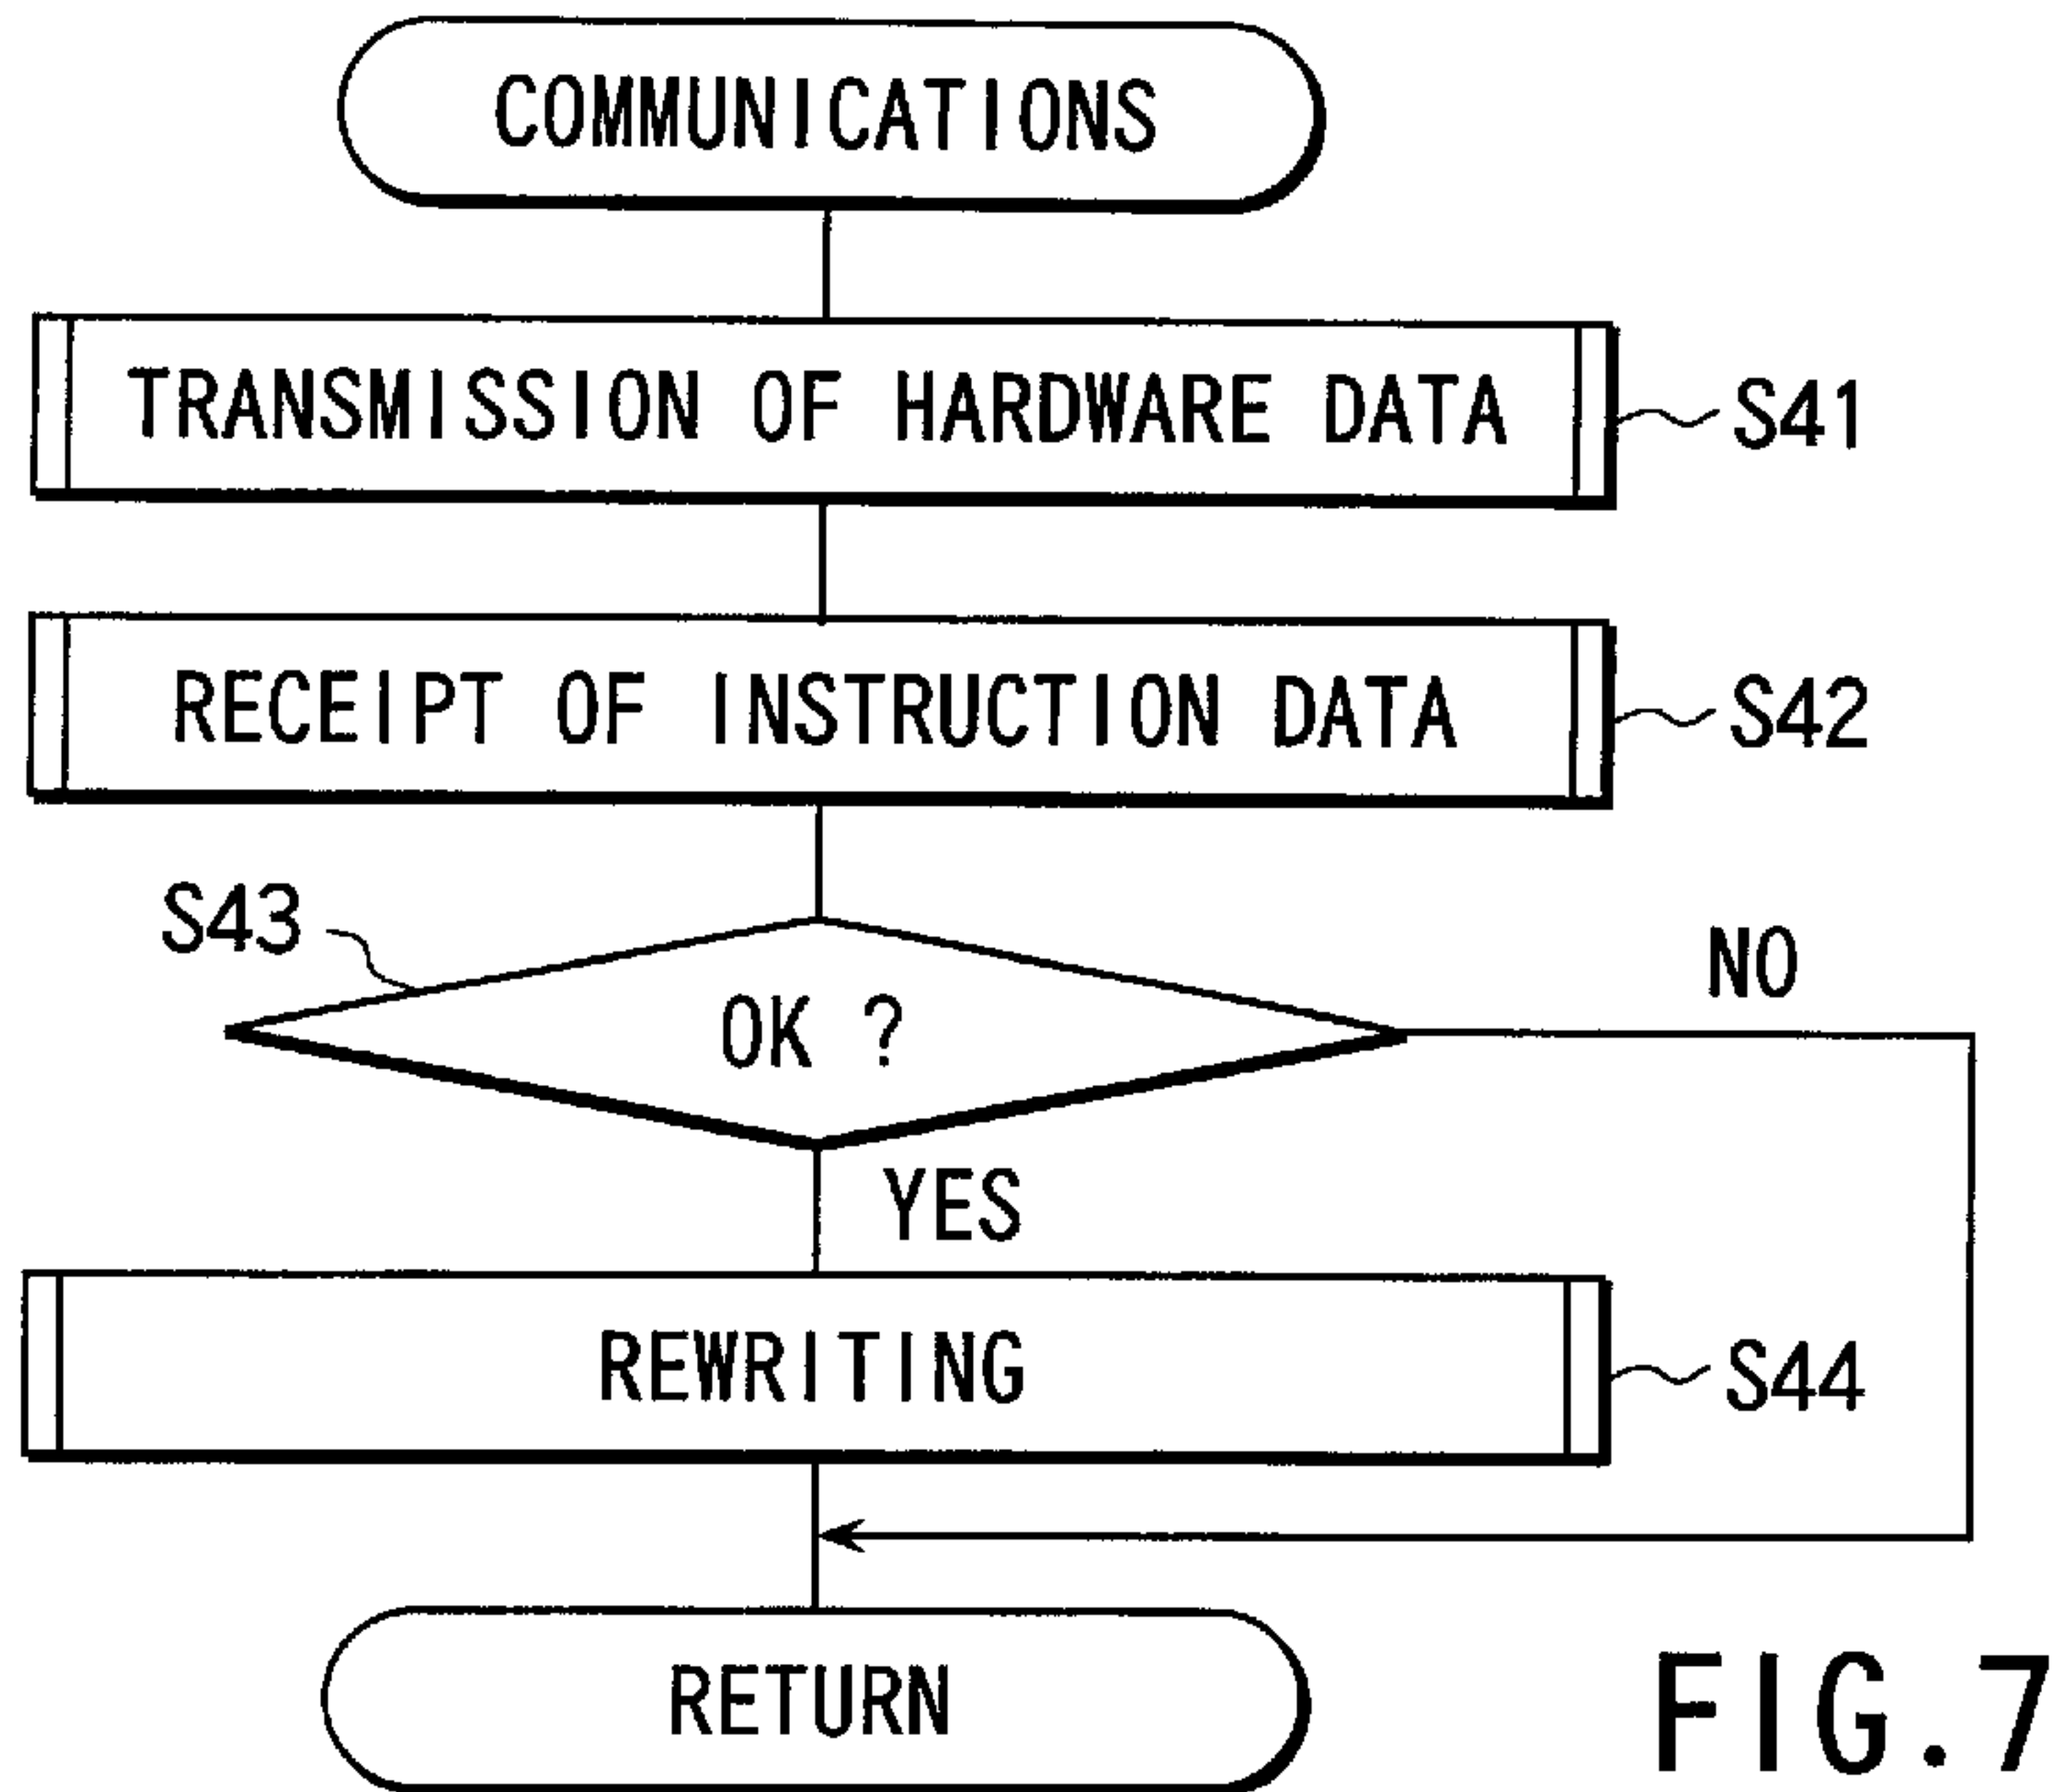 COMMUNICATIONS
TRANSMISSION OF HARDWARE DATA
S41
RECEIPT OF INSTRUCTION DATA
S42
S43
OK ?
NO
YES
REWRITING
S44
RETURN
FIG.7